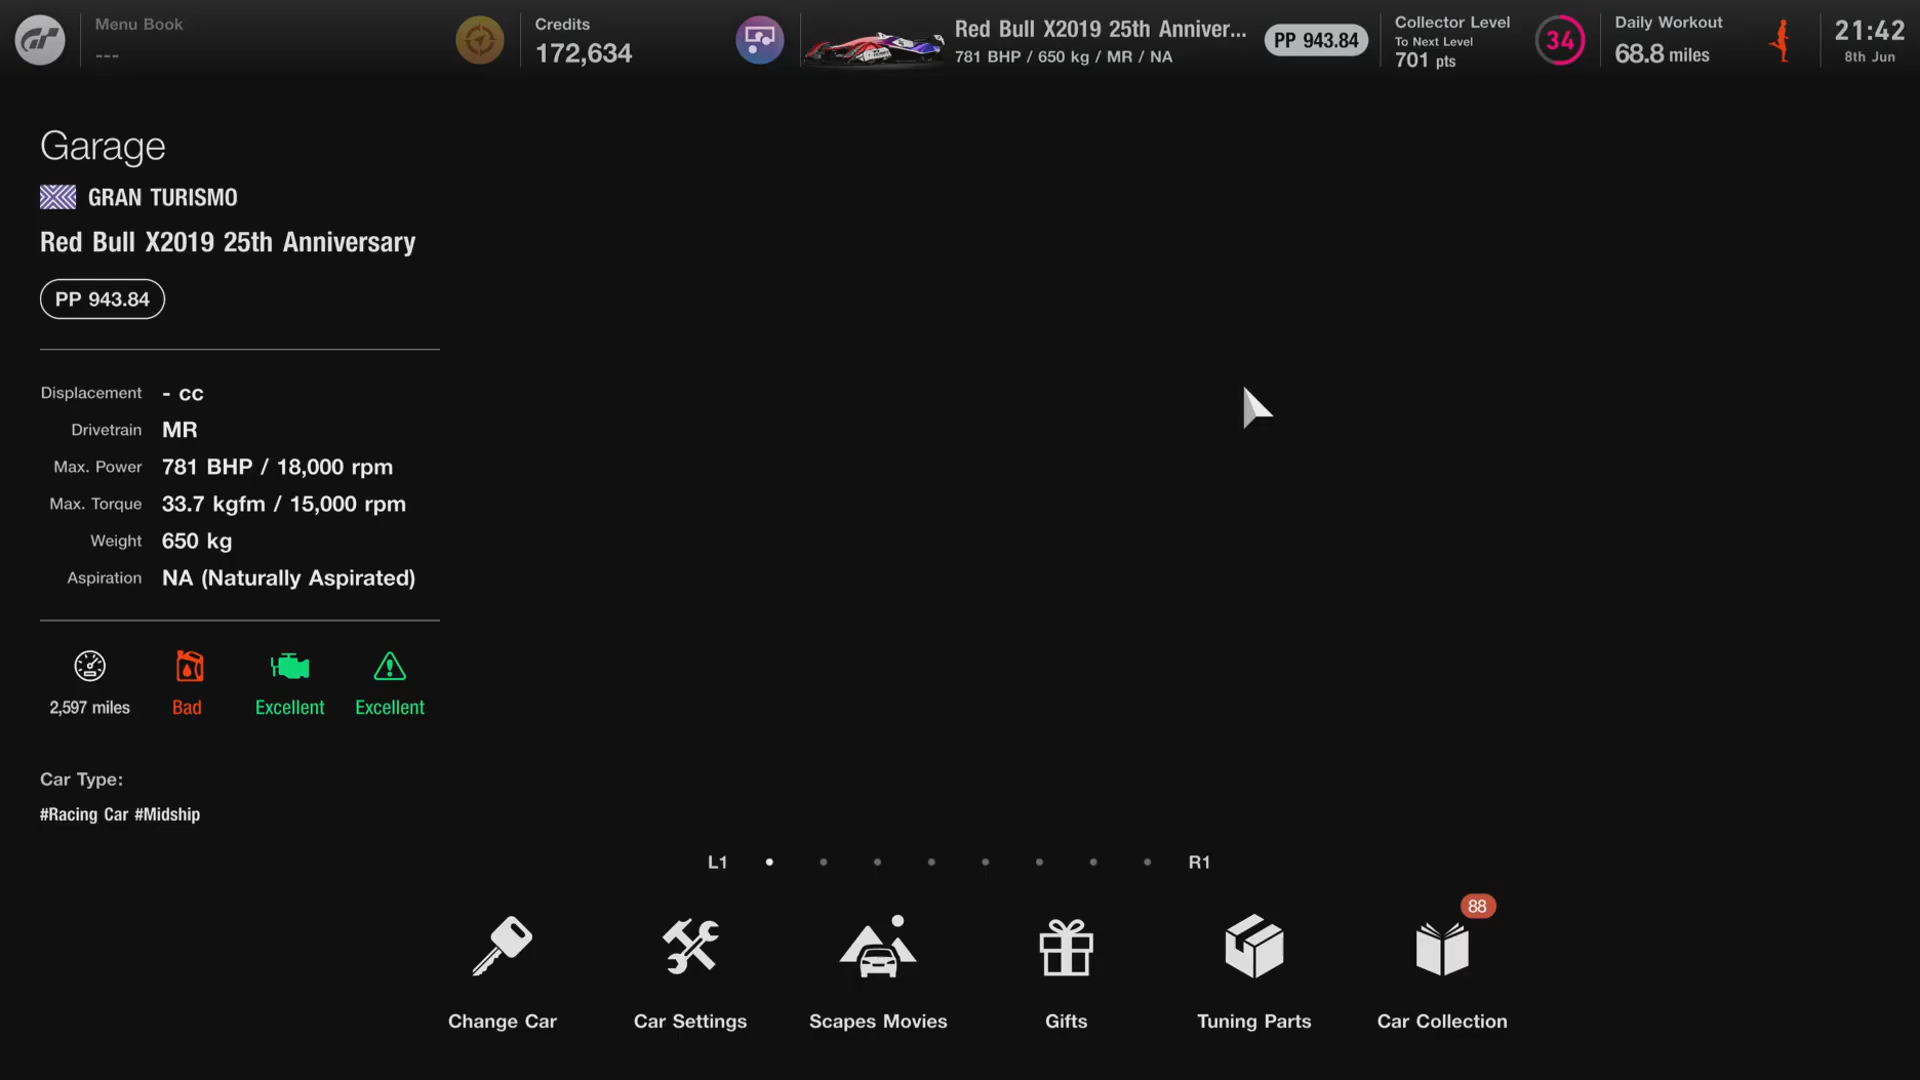 Menu Book
---
Credits
172,634
Red Bull X2019 25th Anniver...
781 BHP / 650 kg / MR / NA
PP 943.84
Collector Level
To Next Level
701 pts
34
Daily Workout
68.8 miles
21:42
8th Jun
Garage
GRAN TURISMO
Red Bull X2019 25th Anniversary
PP 943.84
Displacement - cc
Drivetrain MR
Max. Power 781 BHP / 18,000 rpm
Max. Torque 33.7 kgfm / 15,000 rpm
Weight 650 kg
Aspiration NA (Naturally Aspirated)
2,597 miles Bad Excellent Excellent
Car Type:
#Racing Car #Midship
L1 R1
88
Change Car Car Settings Scapes Movies Gifts Tuning Parts Car Collection